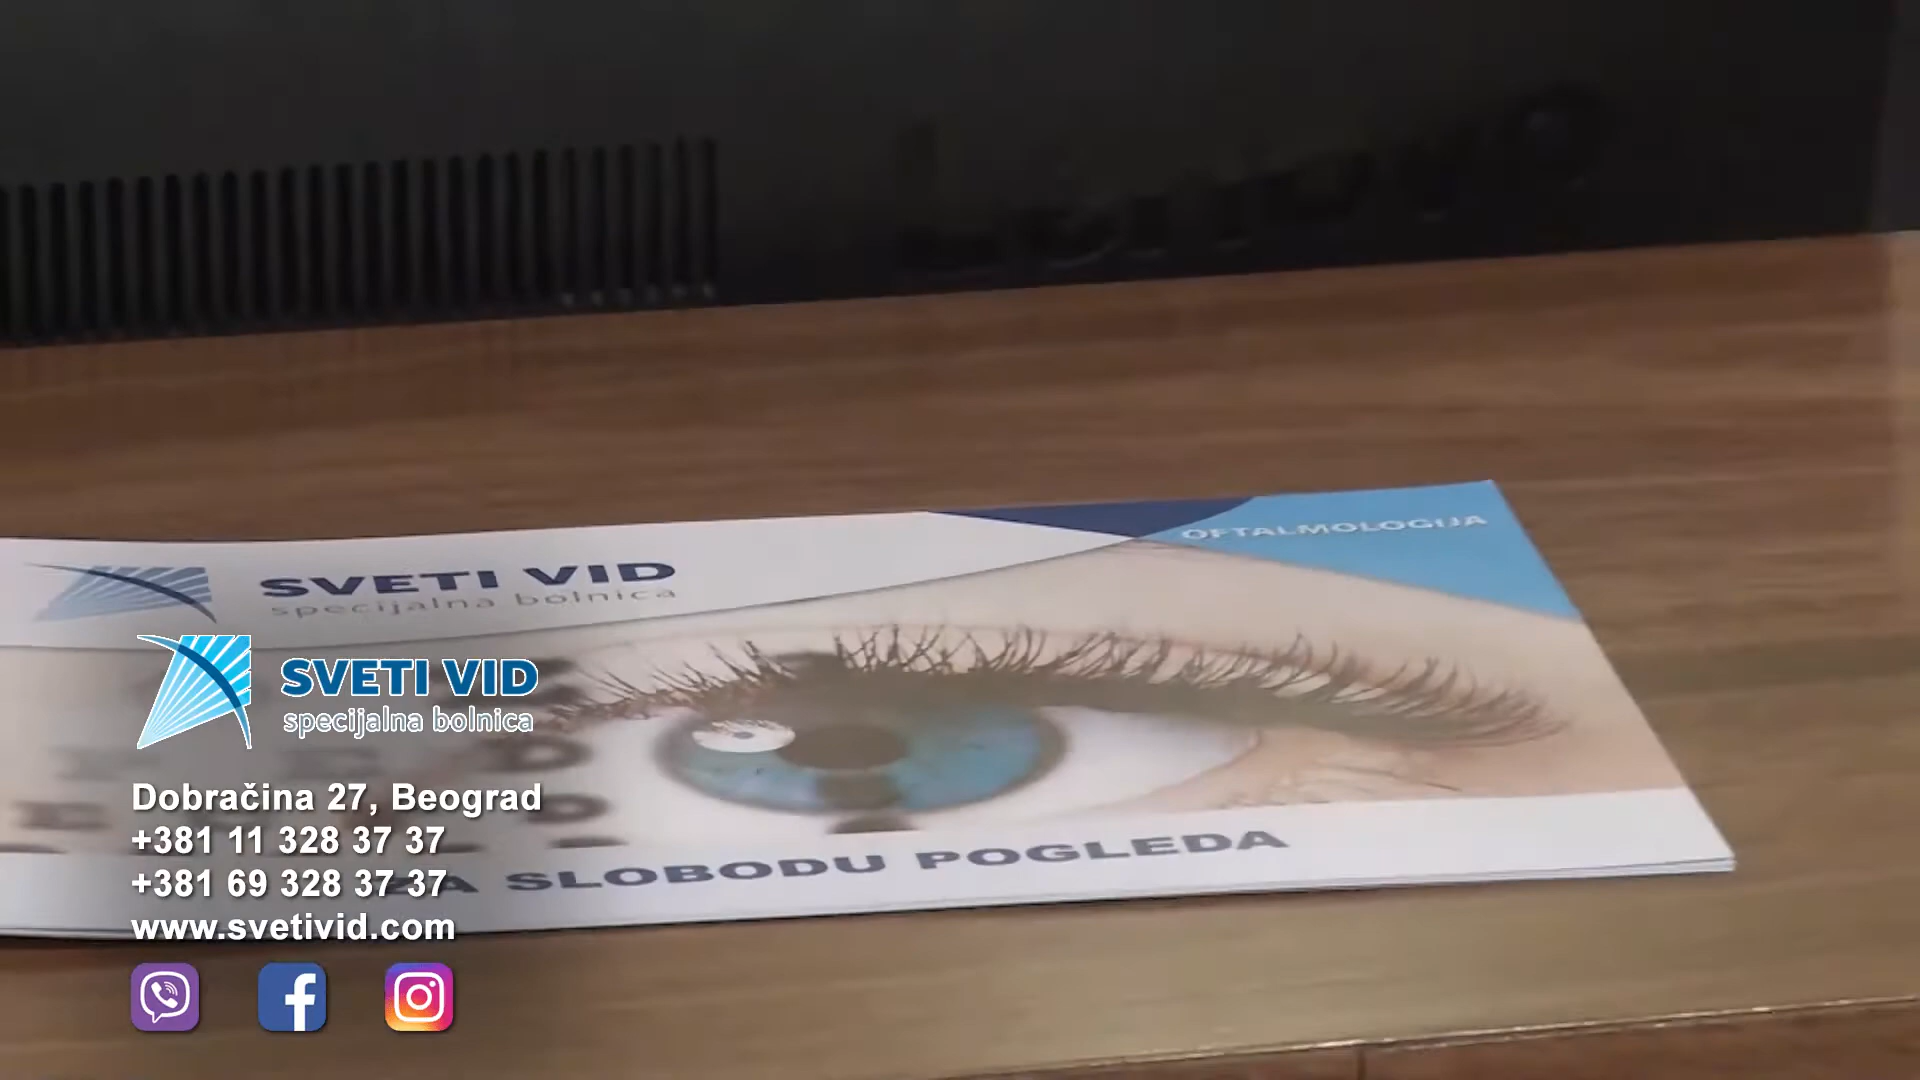 OFTALMOLOGIJA
SVETI VID
specijalna bolnica
SVETI VID
specijalna bolnica
Dobračina 27, Beograd
+381 11 328 37 37
+381 69 328 37 37
www.svetivid.com
ZA SLOBODU POGLEDA